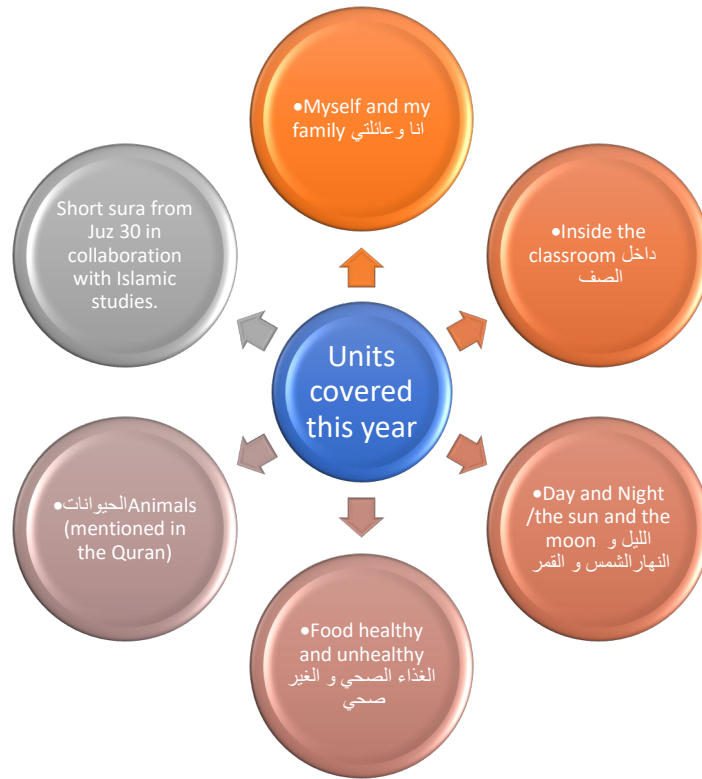 •Myself and my
family انا وعائلتي
•Inside the
classroom داخل
الصف
•Day and Night
/the sun and the
moon الليل و
النهارالشمس و القمر
•Food healthy
and unhealthy
الغذاء الصحي و الغير
صحي
•الحيواناتAnimals
(mentioned in
the Quran)
Short sura from
Juz 30 in
collaboration
with Islamic
studies.
Units
covered
this year